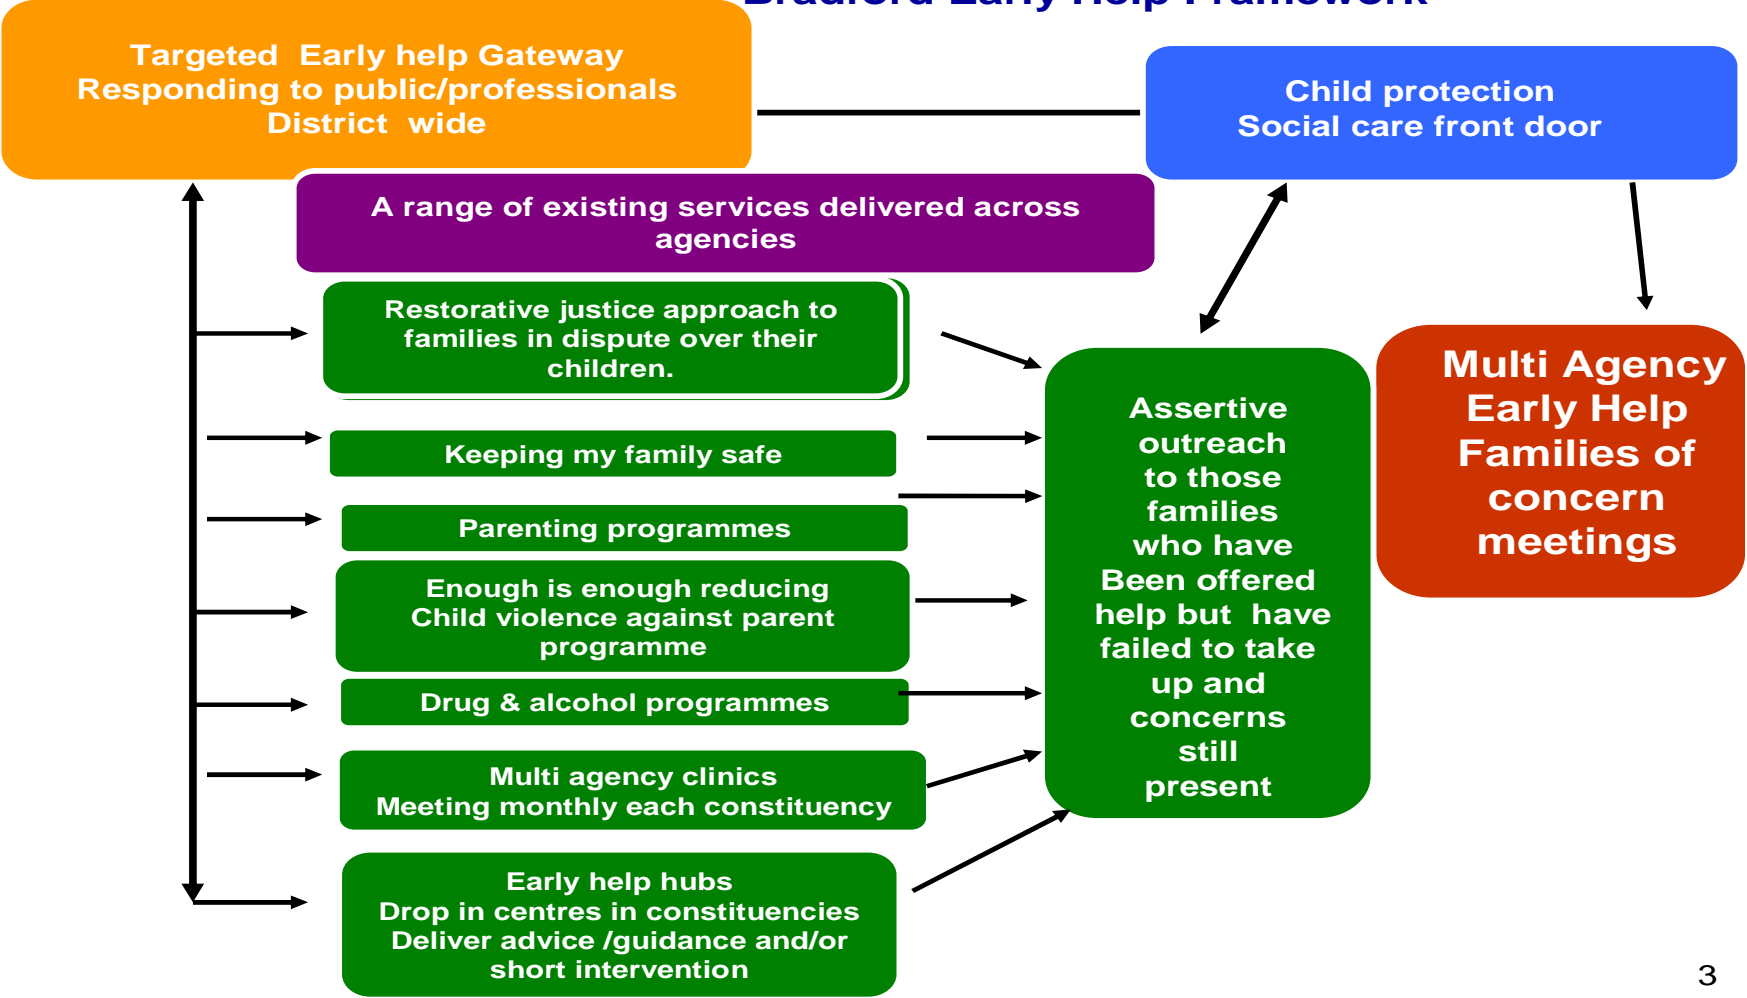 Bradford Early Help Framework
Targeted Early help Gateway
Responding to public/professionals
District wide
Child protection
Social care front door
A range of existing services delivered across
agencies
Restorative justice approach to
families in dispute over their
children.
Keeping my family safe
Parenting programmes
Enough is enough reducing
Child violence against parent
programme
Drug & alcohol programmes
Multi agency clinics
Meeting monthly each constituency
Early help hubs
Drop in centres in constituencies
Deliver advice /guidance and/or
short intervention
Assertive
outreach
to those
families
who have
Been offered
help but have
failed to take
up and
concerns
still
present
Multi Agency
Early Help
Families of
concern
meetings
3